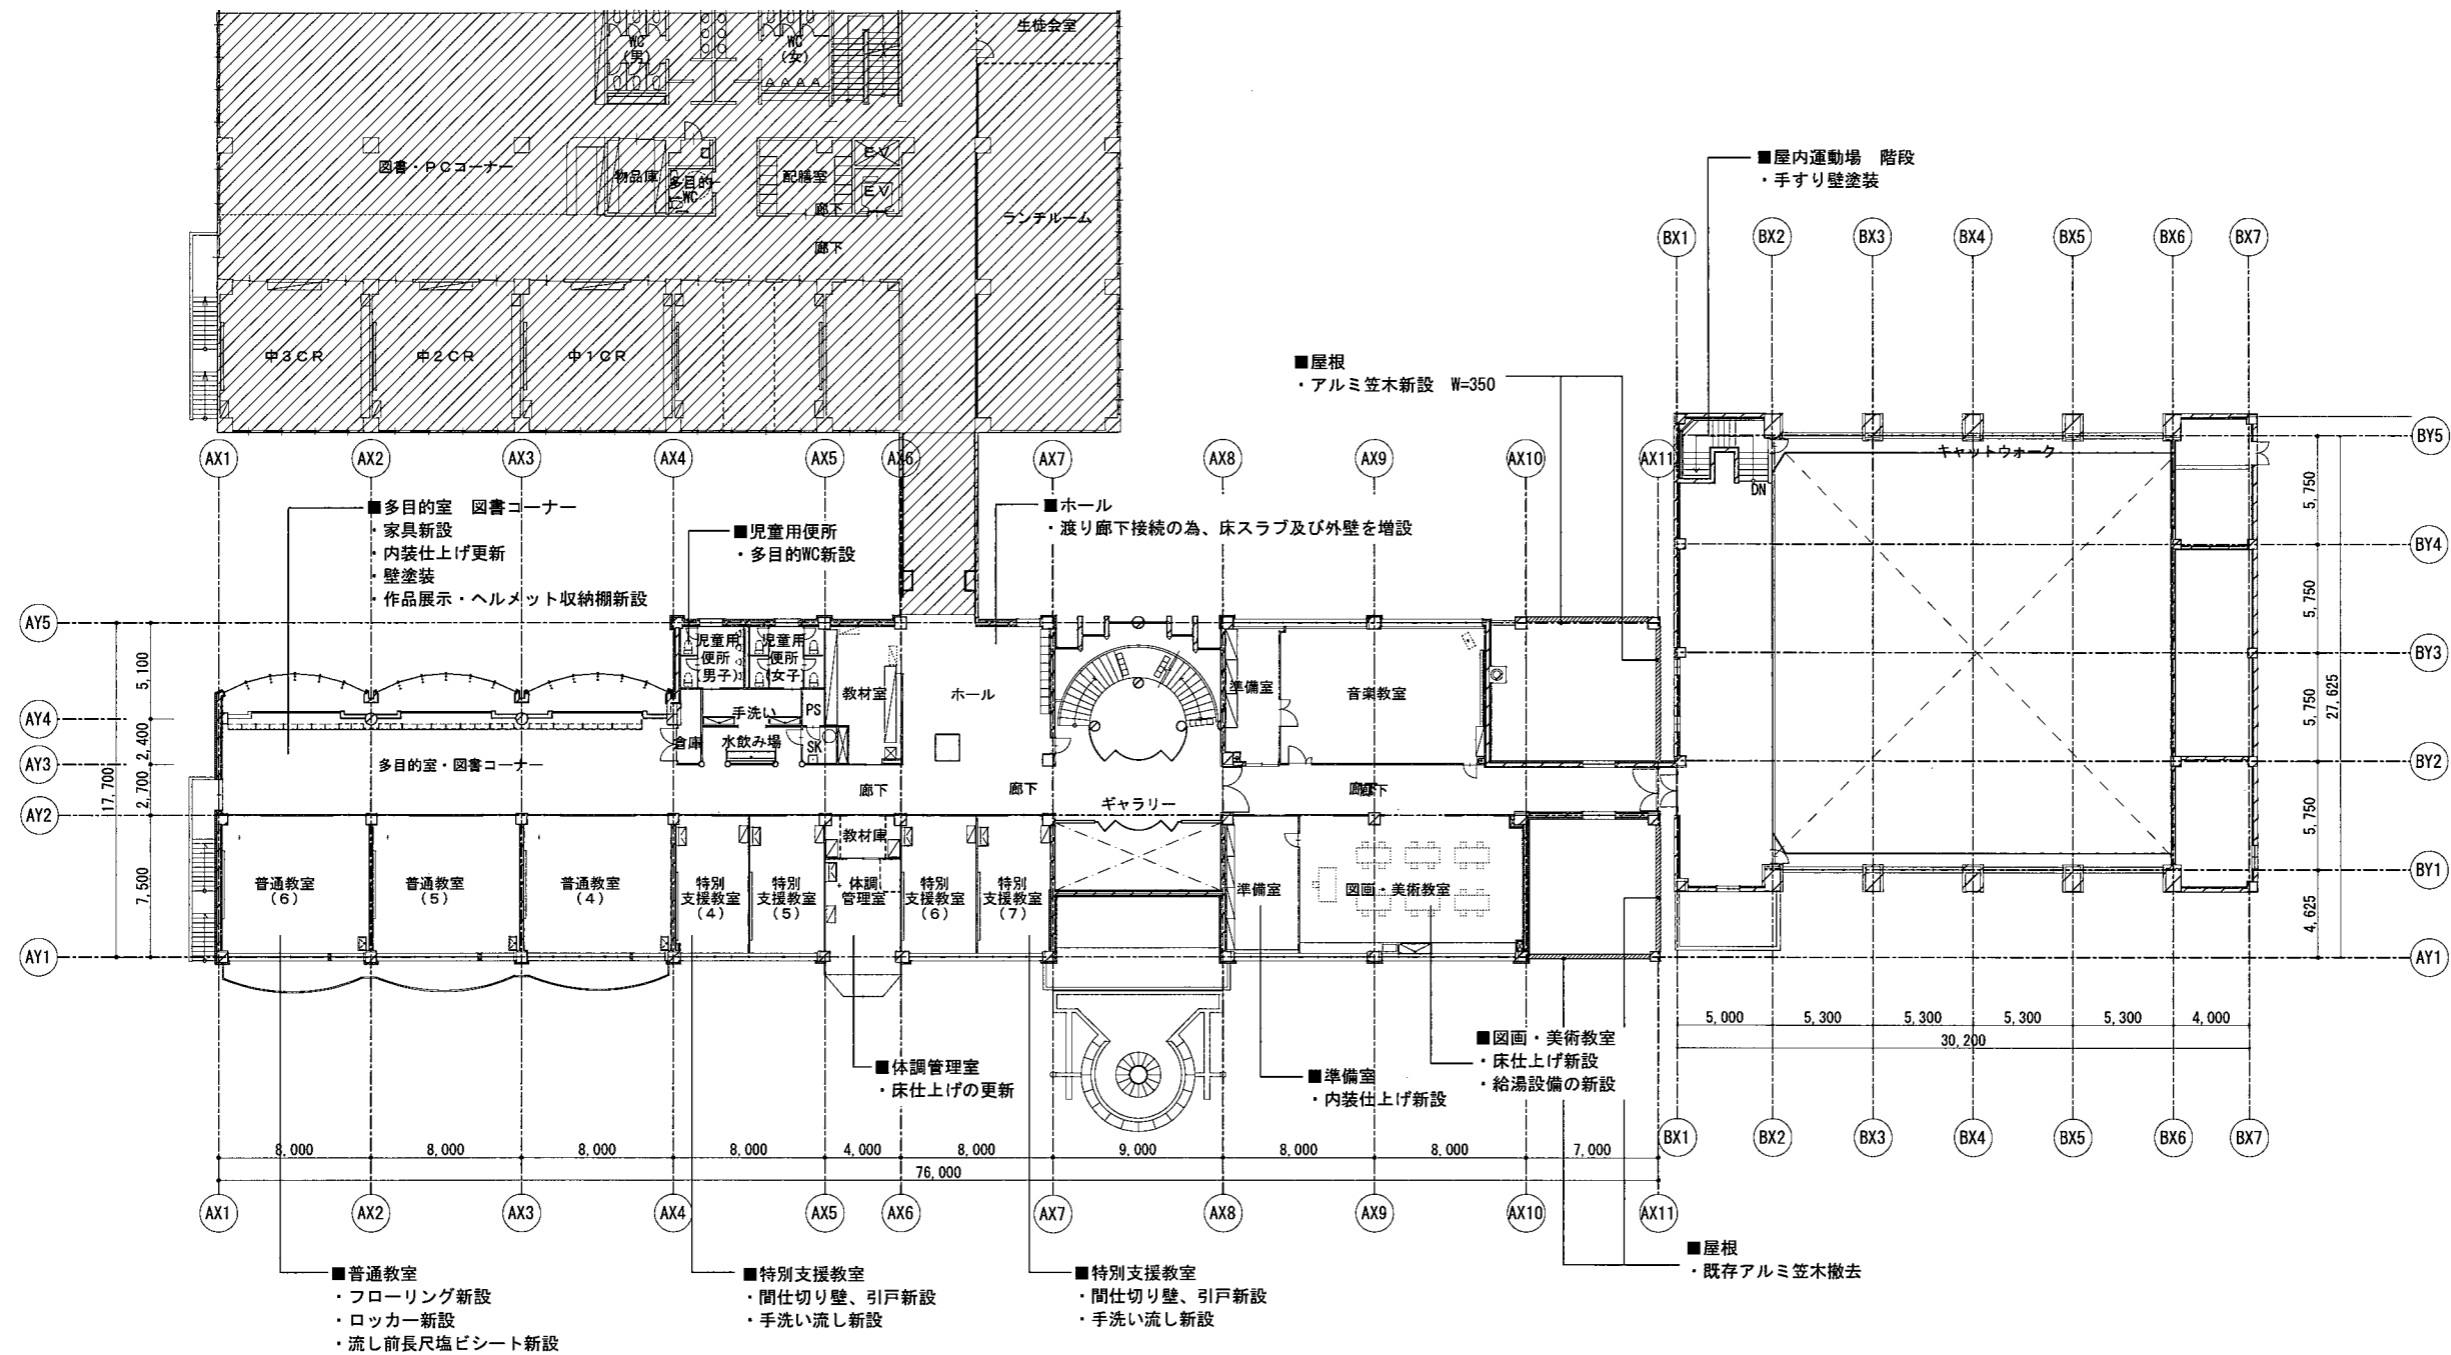 生徒会室
WC
(男)
WC
(女)
図書・PCコーナー
物品庫
多目的
WC
配膳室
EV
EV
廊下
廊下
ランチルーム
中3CR
中2CR
中1CR
■屋内運動場　階段
・手すり壁塗装
BX1
BX2
BX3
BX4
BX5
BX6
BX7
■屋根
・アルミ笠木新設　W=350
AX1
AX2
AX3
AX4
AX5
AX6
AX7
AX8
AX9
AX10
AX11
BY5
キャットウォーク
DN
5,750
■多目的室　図書コーナー
・家具新設
・内装仕上げ更新
・壁塗装
・作品展示・ヘルメット収納棚新設
■児童用便所
・多目的WC新設
■ホール
・渡り廊下接続の為、床スラブ及び外壁を増設
BY4
5,750
27,625
AY5
5,100
児童用
便所
(男子)
児童用
便所
(女子)
教材室
ホール
準備室
音楽教室
BY3
5,750
AY4
2,400
手洗い
PS
倉庫
水飲み場
SK
AY3
17,700
2,700
多目的室・図書コーナー
廊下
廊下
ギャラリー
廊下
廊下
BY2
5,750
AY2
7,500
教材庫
普通教室
(6)
普通教室
(5)
普通教室
(4)
特別
支援教室
(4)
特別
支援教室
(5)
体調
管理室
特別
支援教室
(6)
特別
支援教室
(7)
準備室
図画・美術教室
BY1
4,625
AY1
AY1
5,000
5,300
5,300
5,300
5,300
4,000
30,200
■体調管理室
・床仕上げの更新
■準備室
・内装仕上げ新設
■図画・美術教室
・床仕上げ新設
・給湯設備の新設
BX1
BX2
BX3
BX4
BX5
BX6
BX7
8,000
8,000
8,000
8,000
4,000
8,000
9,000
8,000
8,000
7,000
76,000
AX1
AX2
AX3
AX4
AX5
AX6
AX7
AX8
AX9
AX10
AX11
■屋根
・既存アルミ笠木撤去
■普通教室
・フローリング新設
・ロッカー新設
・流し前長尺塩ビシート新設
■特別支援教室
・間仕切り壁、引戸新設
・手洗い流し新設
■特別支援教室
・間仕切り壁、引戸新設
・手洗い流し新設